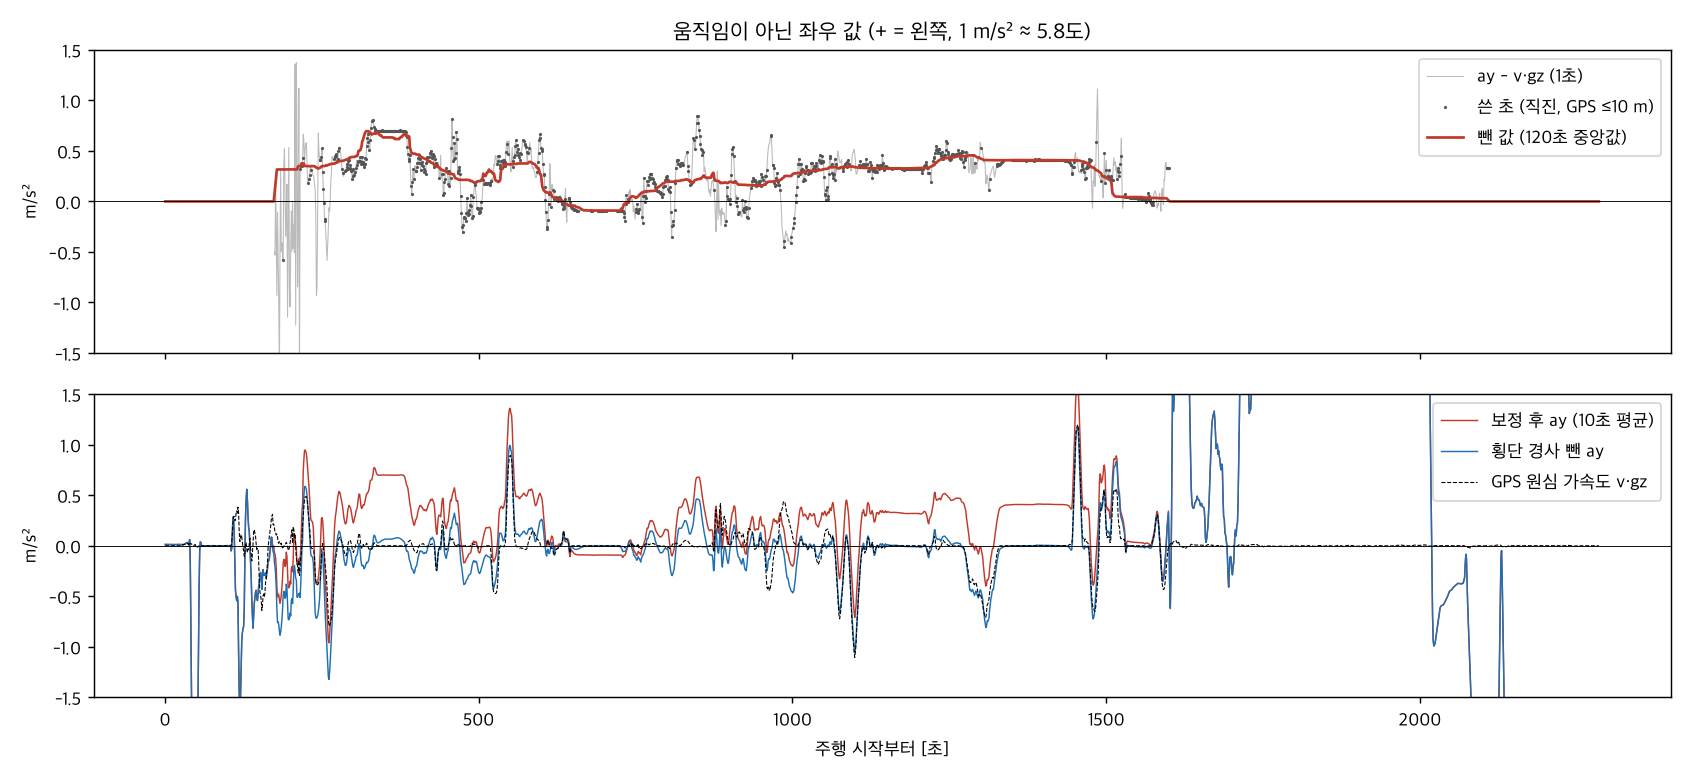 움직임이 아닌 좌우 값 (+ = 왼쪽, 1 m/s² ≈ 5.8도)
1.5
1.0
0.5
0.0
-0.5
-1.0
-1.5
m/s²
ay - v·gz (1초)
쓴 초 (직진, GPS ≤10 m)
뺀 값 (120초 중앙값)
1.5
1.0
0.5
0.0
-0.5
-1.0
-1.5
m/s²
보정 후 ay (10초 평균)
횡단 경사 뺀 ay
GPS 원심 가속도 v·gz
0 500 1000 1500 2000
주행 시작부터 [초]